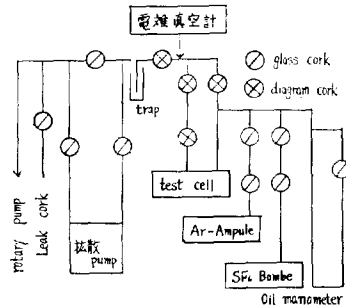 電離真空計
glass cork
diagram cork
trap
test cell
Ar-Ampule
SF₆ Bombe
Oil manometer
rotary pump
Leak cork
拡散
pump